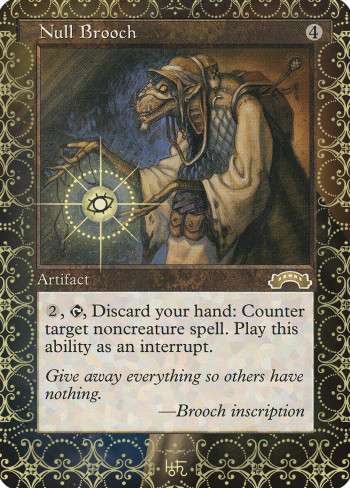 Null Brooch 4
Artifact
2, , Discard your hand: Counter
target noncreature spell. Play this
ability as an interrupt.
Give away everything so others have
nothing.
—Brooch inscription